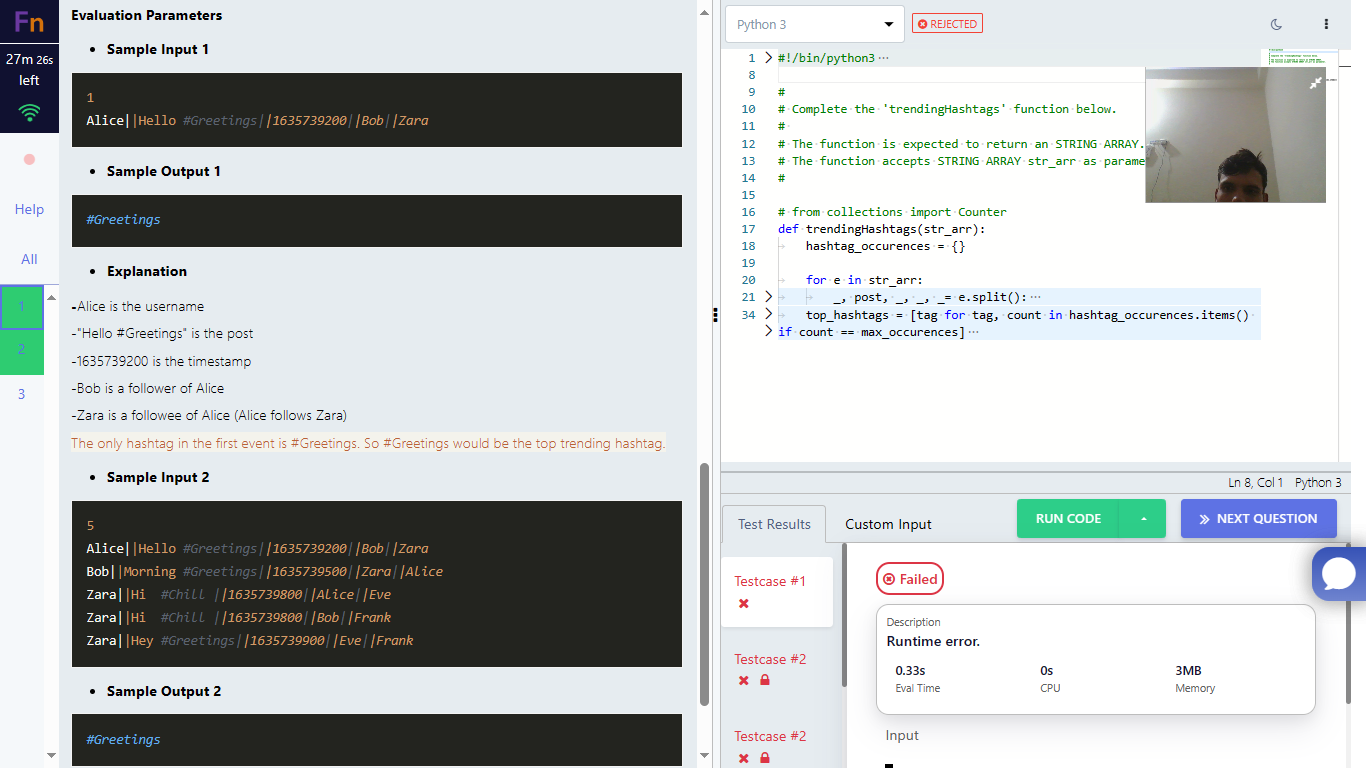 Fn
27m 26s
left
Help
All
1
2
3
Evaluation Parameters
Sample Input 1
1
Alice||Hello #Greetings||1635739200||Bob||Zara
Sample Output 1
#Greetings
Explanation
-Alice is the username
-"Hello #Greetings" is the post
-1635739200 is the timestamp
-Bob is a follower of Alice
-Zara is a followee of Alice (Alice follows Zara)
The only hashtag in the first event is #Greetings. So #Greetings would be the top trending hashtag.
Sample Input 2
5
Alice||Hello #Greetings||1635739200||Bob||Zara
Bob||Morning #Greetings||1635739500||Zara||Alice
Zara||Hi  #Chill ||1635739800||Alice||Eve
Zara||Hi  #Chill ||1635739800||Bob||Frank
Zara||Hey #Greetings||1635739900||Eve||Frank
Sample Output 2
#Greetings
Python 3
REJECTED
1 #!/bin/python3 ···
8
9 #
10 # Complete the 'trendingHashtags' function below.
11 #
12 # The function is expected to return an STRING ARRAY.
13 # The function accepts STRING ARRAY str_arr as parame
14 #
15
16 # from collections import Counter
17 def trendingHashtags(str_arr):
18 hashtag_occurences = {}
19
20 for e in str_arr:
21 _, post, _, _, _= e.split(): ···
34 top_hashtags = [tag for tag, count in hashtag_occurences.items()
if count == max_occurences] ···
Ln 8, Col 1 Python 3
Test Results
Custom Input
RUN CODE
NEXT QUESTION
Testcase #1
Testcase #2
Testcase #2
Failed
Description
Runtime error.
0.33s 0s 3MB
Eval Time CPU Memory
Input